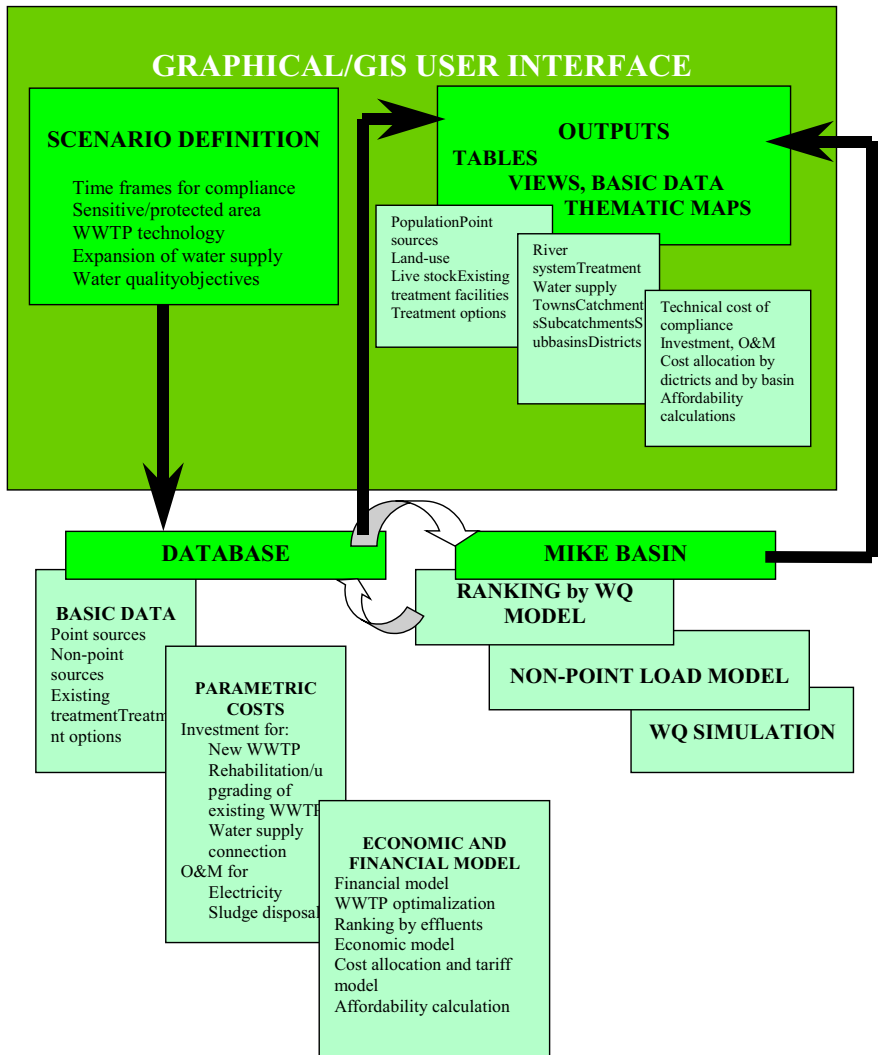 GRAPHICAL/GIS USER INTERFACE
SCENARIO DEFINITION
Time frames for compliance
Sensitive/protected area
WWTP technology
Expansion of water supply
Water qualityobjectives
OUTPUTS
TABLES
VIEWS, BASIC DATA
THEMATIC MAPS
PopulationPoint
sources
Land-use
Live stockExisting
treatment facilities
Treatment options
River
systemTreatment
Water supply
TownsCatchment
sSubcatchmentsS
ubbasinsDistricts
Technical cost of
compliance
Investment, O&M
Cost allocation by
dictricts and by basin
Affordability
calculations
DATABASE
MIKE BASIN
BASIC DATA
Point sources
Non-point
sources
Existing
treatmentTreatm
nt options
PARAMETRIC
COSTS
Investment for:
New WWTP
Rehabilitation/u
pgrading of
existing WWTP
Water supply
connection
O&M for
Electricity
Sludge disposal
ECONOMIC AND
FINANCIAL MODEL
Financial model
WWTP optimalization
Ranking by effluents
Economic model
Cost allocation and tariff
model
Affordability calculation
RANKING by WQ
MODEL
NON-POINT LOAD MODEL
WQ SIMULATION